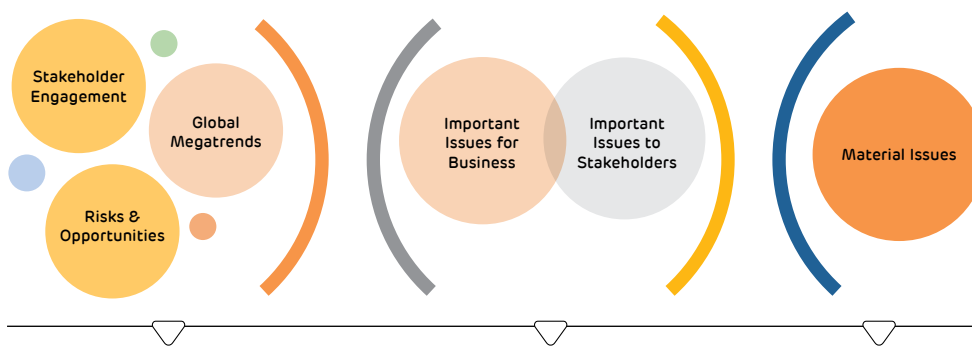 Stakeholder
Engagement
Global
Megatrends
Risks &
Opportunities
Important
Issues for
Business
Important
Issues to
Stakeholders
Material Issues